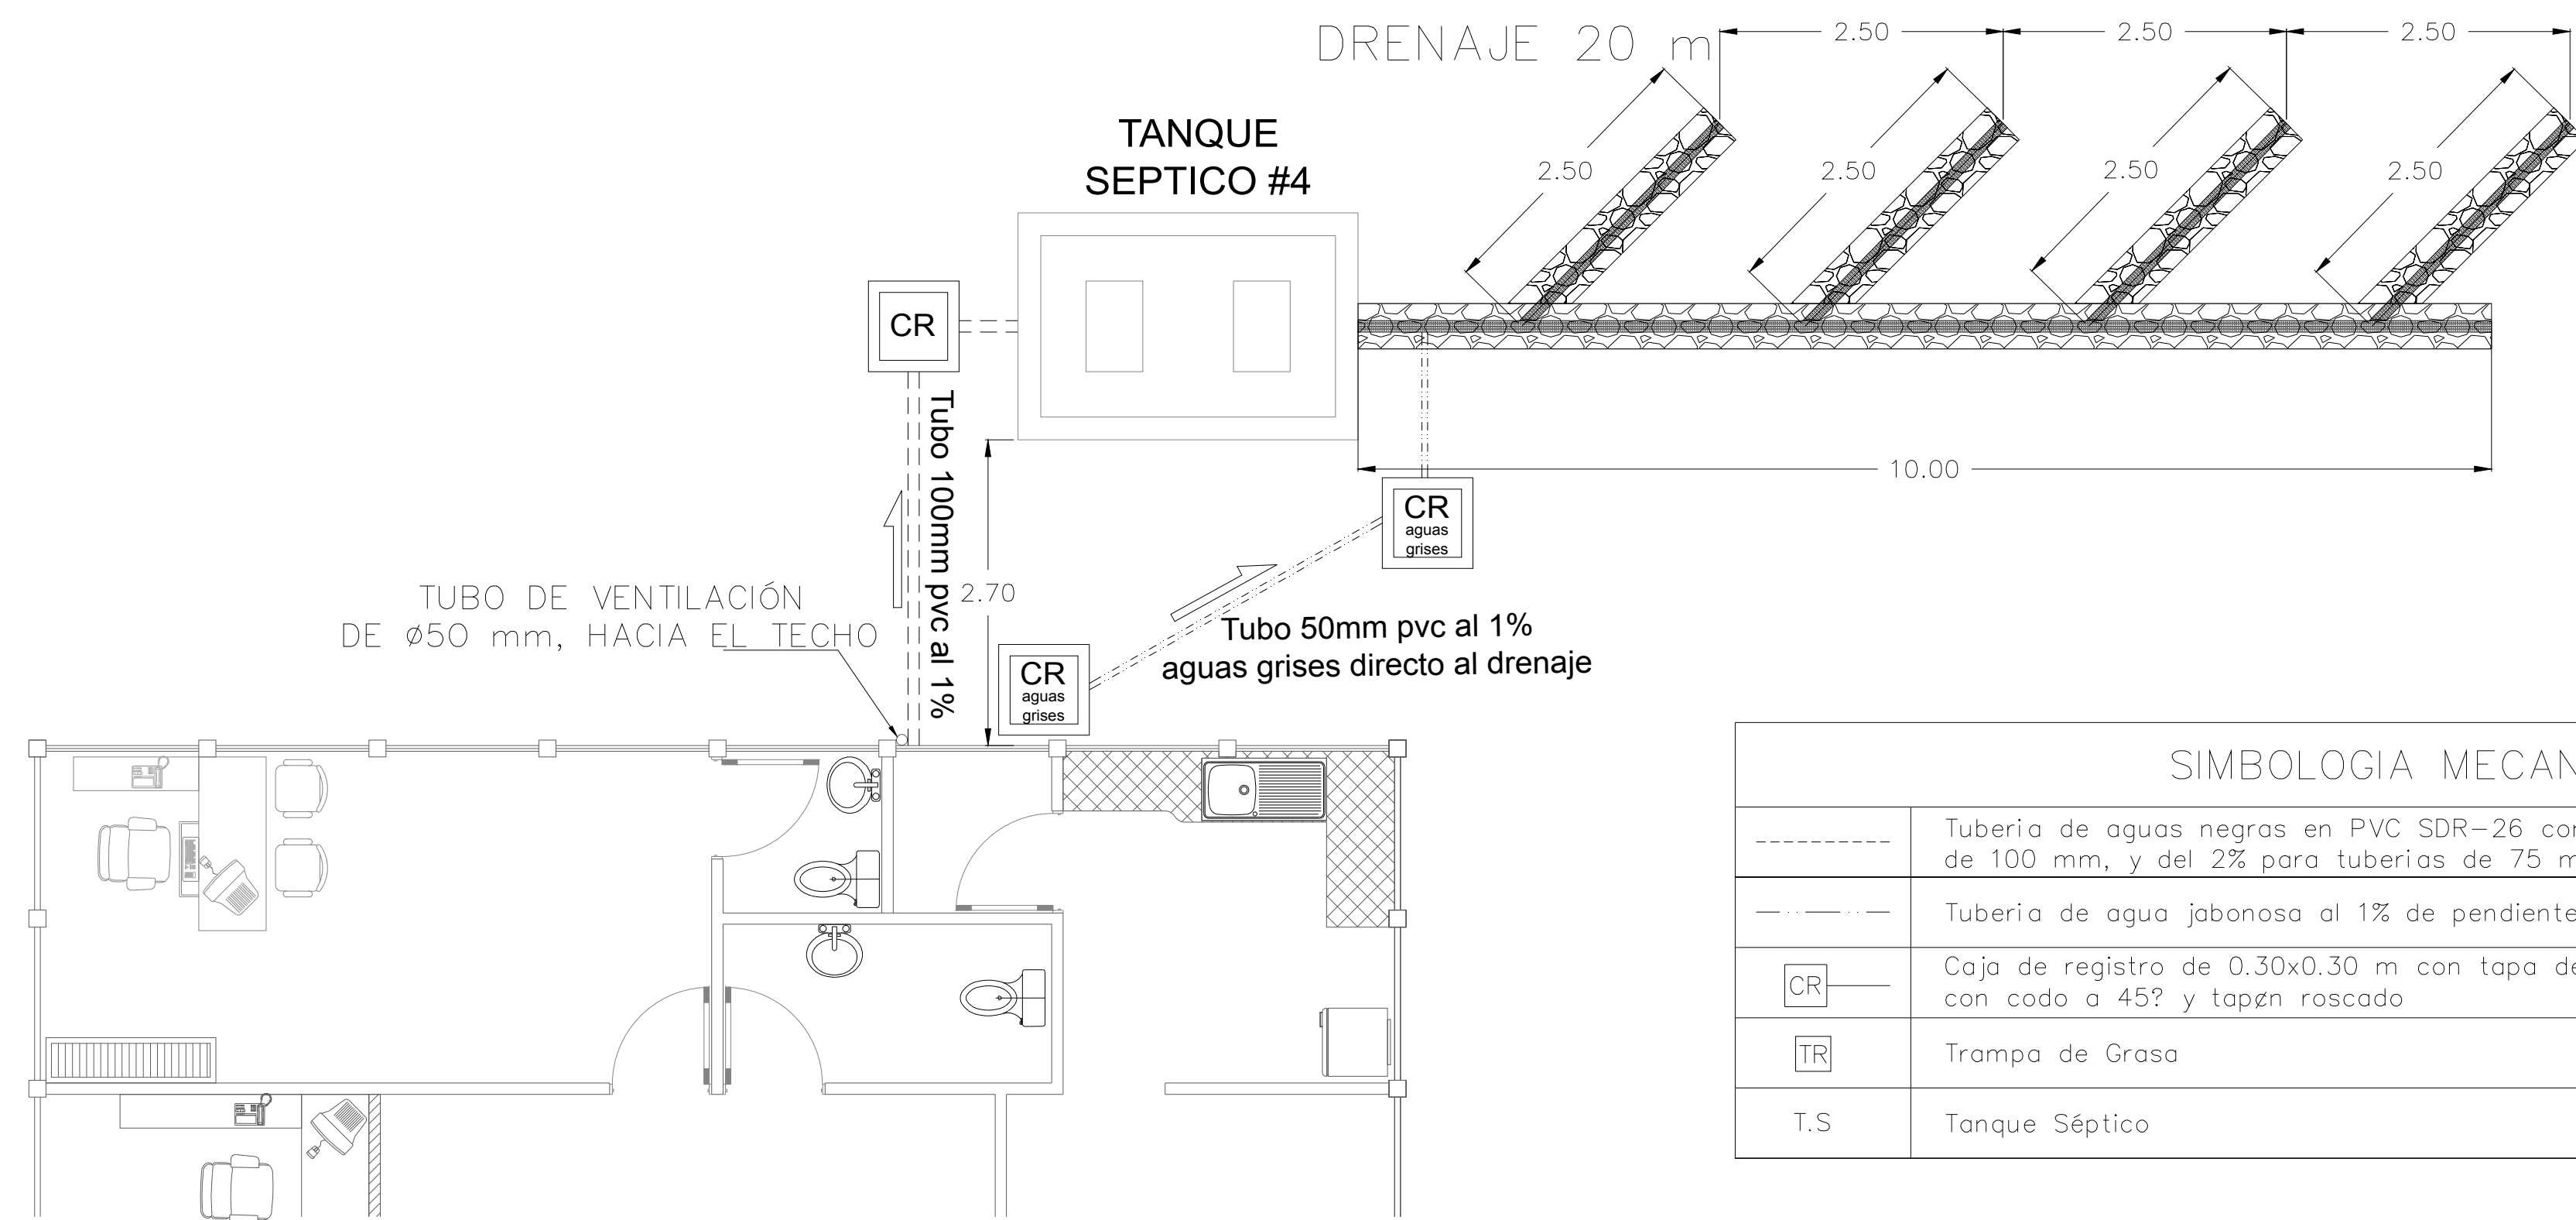 DRENAJE 20 m
2.50
2.50
2.50
2.50
2.50
2.50
2.50
TANQUE
SEPTICO #4
CR
Tubo 100mm pvc al 1%
2.70
10.00
CR
aguas
grises
TUBO DE VENTILACIÓN
DE ø50 mm, HACIA EL TECHO
Tubo 50mm pvc al 1%
aguas grises directo al drenaje
CR
aguas
grises
SIMBOLOGIA MECAN
Tuberia de aguas negras en PVC SDR-26 con
de 100 mm, y del 2% para tuberias de 75 m
Tuberia de agua jabonosa al 1% de pendiente
CR
Caja de registro de 0.30x0.30 m con tapa de
con codo a 45? y tapøn roscado
TR
Trampa de Grasa
T.S
Tanque Séptico